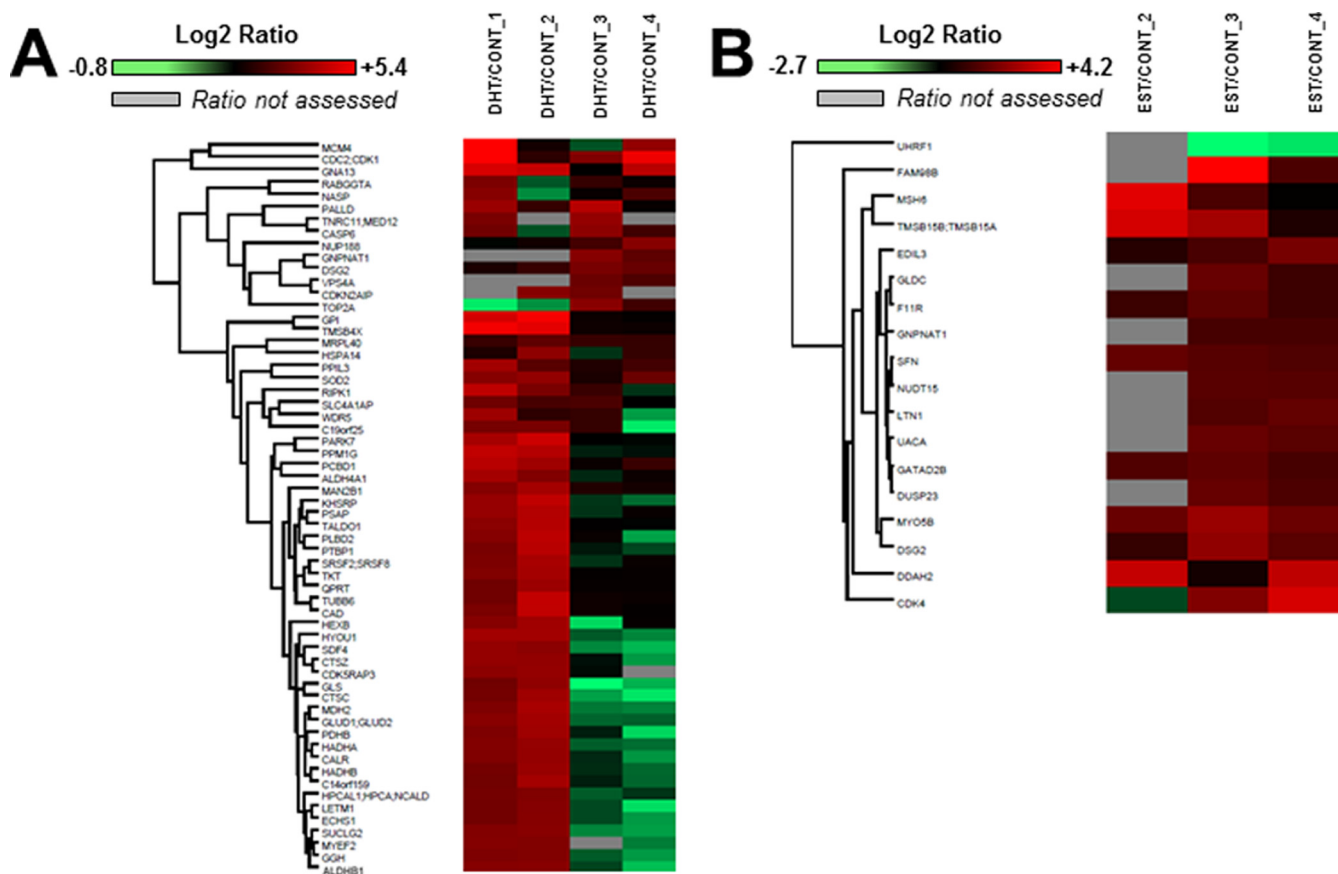 A
Log2 Ratio
-0.8
+5.4
Ratio not assessed
DHT/CONT_1
DHT/CONT_2
DHT/CONT_3
DHT/CONT_4
MCM4
CDC2;CDK1
GNA13
RABGGTA
NASP
PALLD
TNRC11;MED12
CASP6
NUP188
GNPNAT1
DSG2
VPS4A
CDKN2AIP
TOP2A
GPI
TMSB4X
MRPL40
HSPA14
PPIL3
SOD2
RIPK1
SLC4A1AP
WDR5
C19orf25
PARK7
PPM1G
PCBD1
ALDH4A1
MAN2B1
KHSRP
PSAP
TALDO1
PLBD2
PTBP1
SRSF2;SRSF8
TKT
QPRT
TUBB6
CAD
HEXB
HYOU1
SDF4
CTSZ
CDK5RAP3
GLS
CTSC
MDH2
GLUD1;GLUD2
PDHB
HADHA
CALR
HADHB
C14orf159
HPCAL1;HPCA;NCALD
LETM1
ECHS1
SUCLG2
MYEF2
GGH
ALDHB1
B
Log2 Ratio
-2.7
+4.2
Ratio not assessed
EST/CONT_2
EST/CONT_3
EST/CONT_4
UHRF1
FAM98B
MSH6
TMSB15B;TMSB15A
EDIL3
GLDC
F11R
GNPNAT1
SFN
NUDT15
LTN1
UACA
GATAD2B
DUSP23
MYO5B
DSG2
DDAH2
CDK4